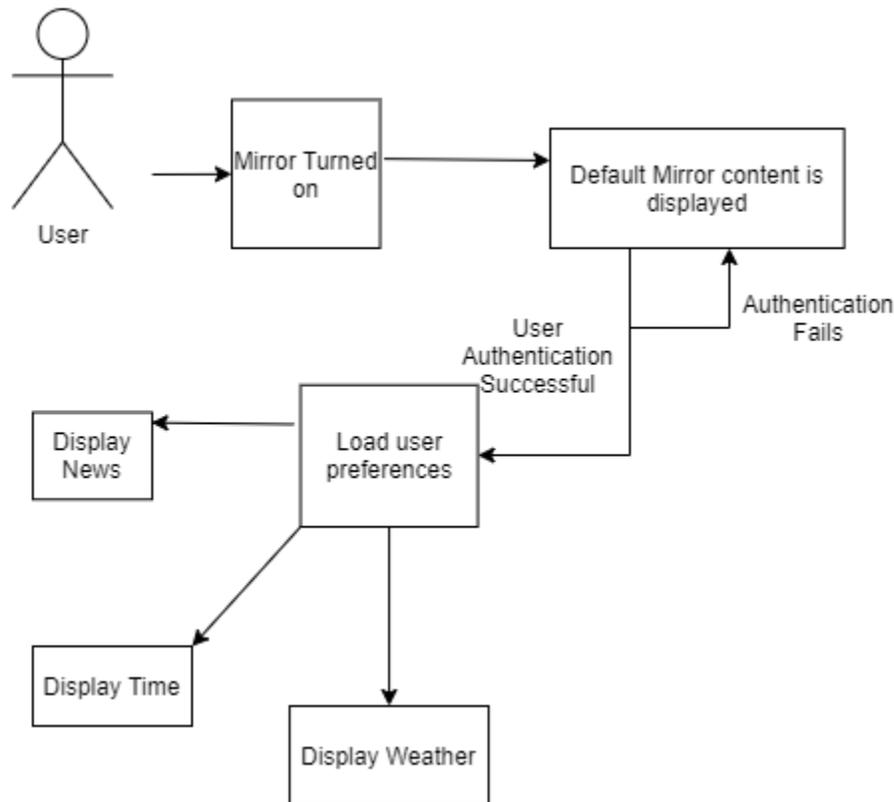 User
Mirror Turned
on
Default Mirror content is
displayed
Authentication
Fails
User
Authentication
Successful
Load user
preferences
Display
News
Display Time
Display Weather